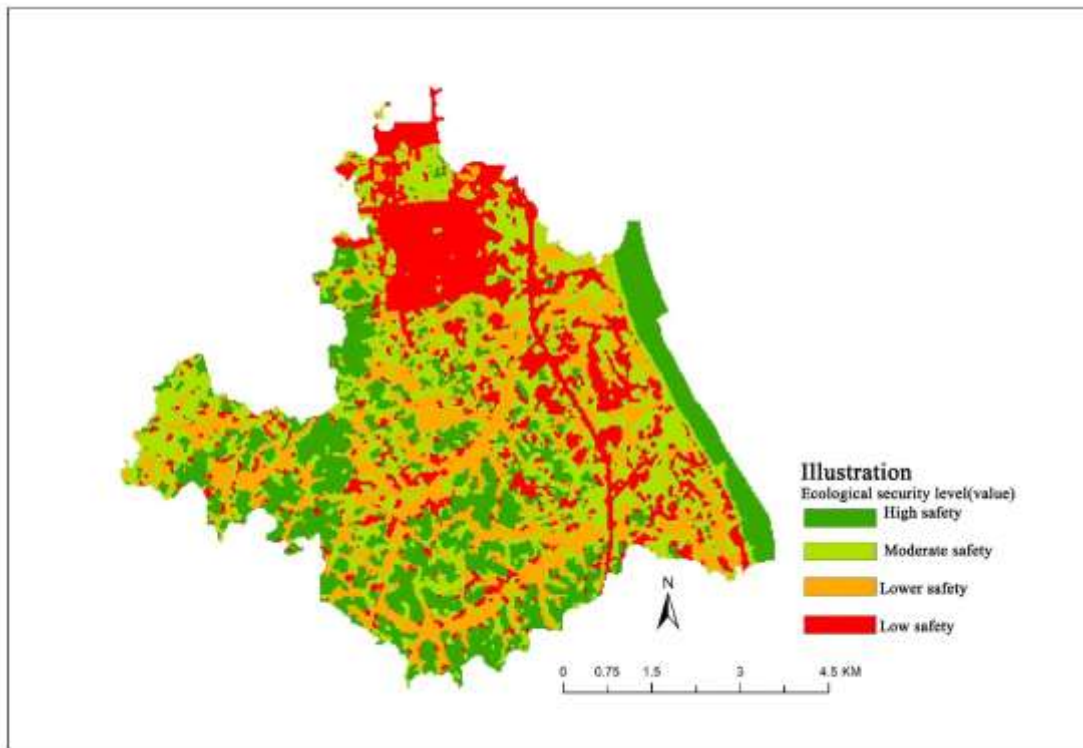 Illustration
Ecological security level(value)
High safety
Moderate safety
Lower safety
Low safety
N
0 0.75 1.5 3 4.5 KM